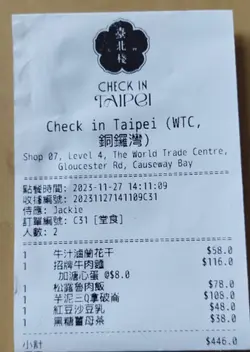 臺北棧
CHECK IN
TAIPEI
Check in Taipei (WTC,
銅鑼灣)
Shop 07, Level 4, The World Trade Centre,
Gloucester Rd, Causeway Bay
點餐時間: 2023-11-27 14:11:09
收據編號: 20231127141109C31
侍應: Jackie
訂單編號: C31 [堂食]
人數: 2
1 牛汁滷蘭花干 $58.0
1 招牌牛肉麵 $116.0
加溏心蛋 @$8.0
1 松露魯肉飯 $78.0
1 芋泥三Q拿破崙 $108.0
1 紅豆沙豆乳 $48.0
1 黑糖薑母茶 $38.0
小計 $446.0